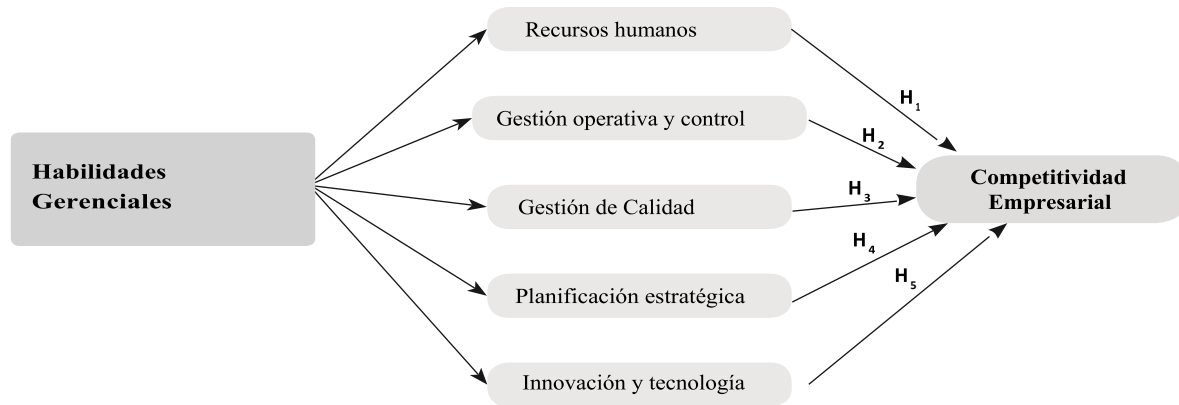 Recursos humanos
H1
Gestión operativa y control
H2
Habilidades
Gerenciales
Competitividad
Empresarial
Gestión de Calidad
H3
H4
Planificación estratégica
H5
Innovación y tecnología